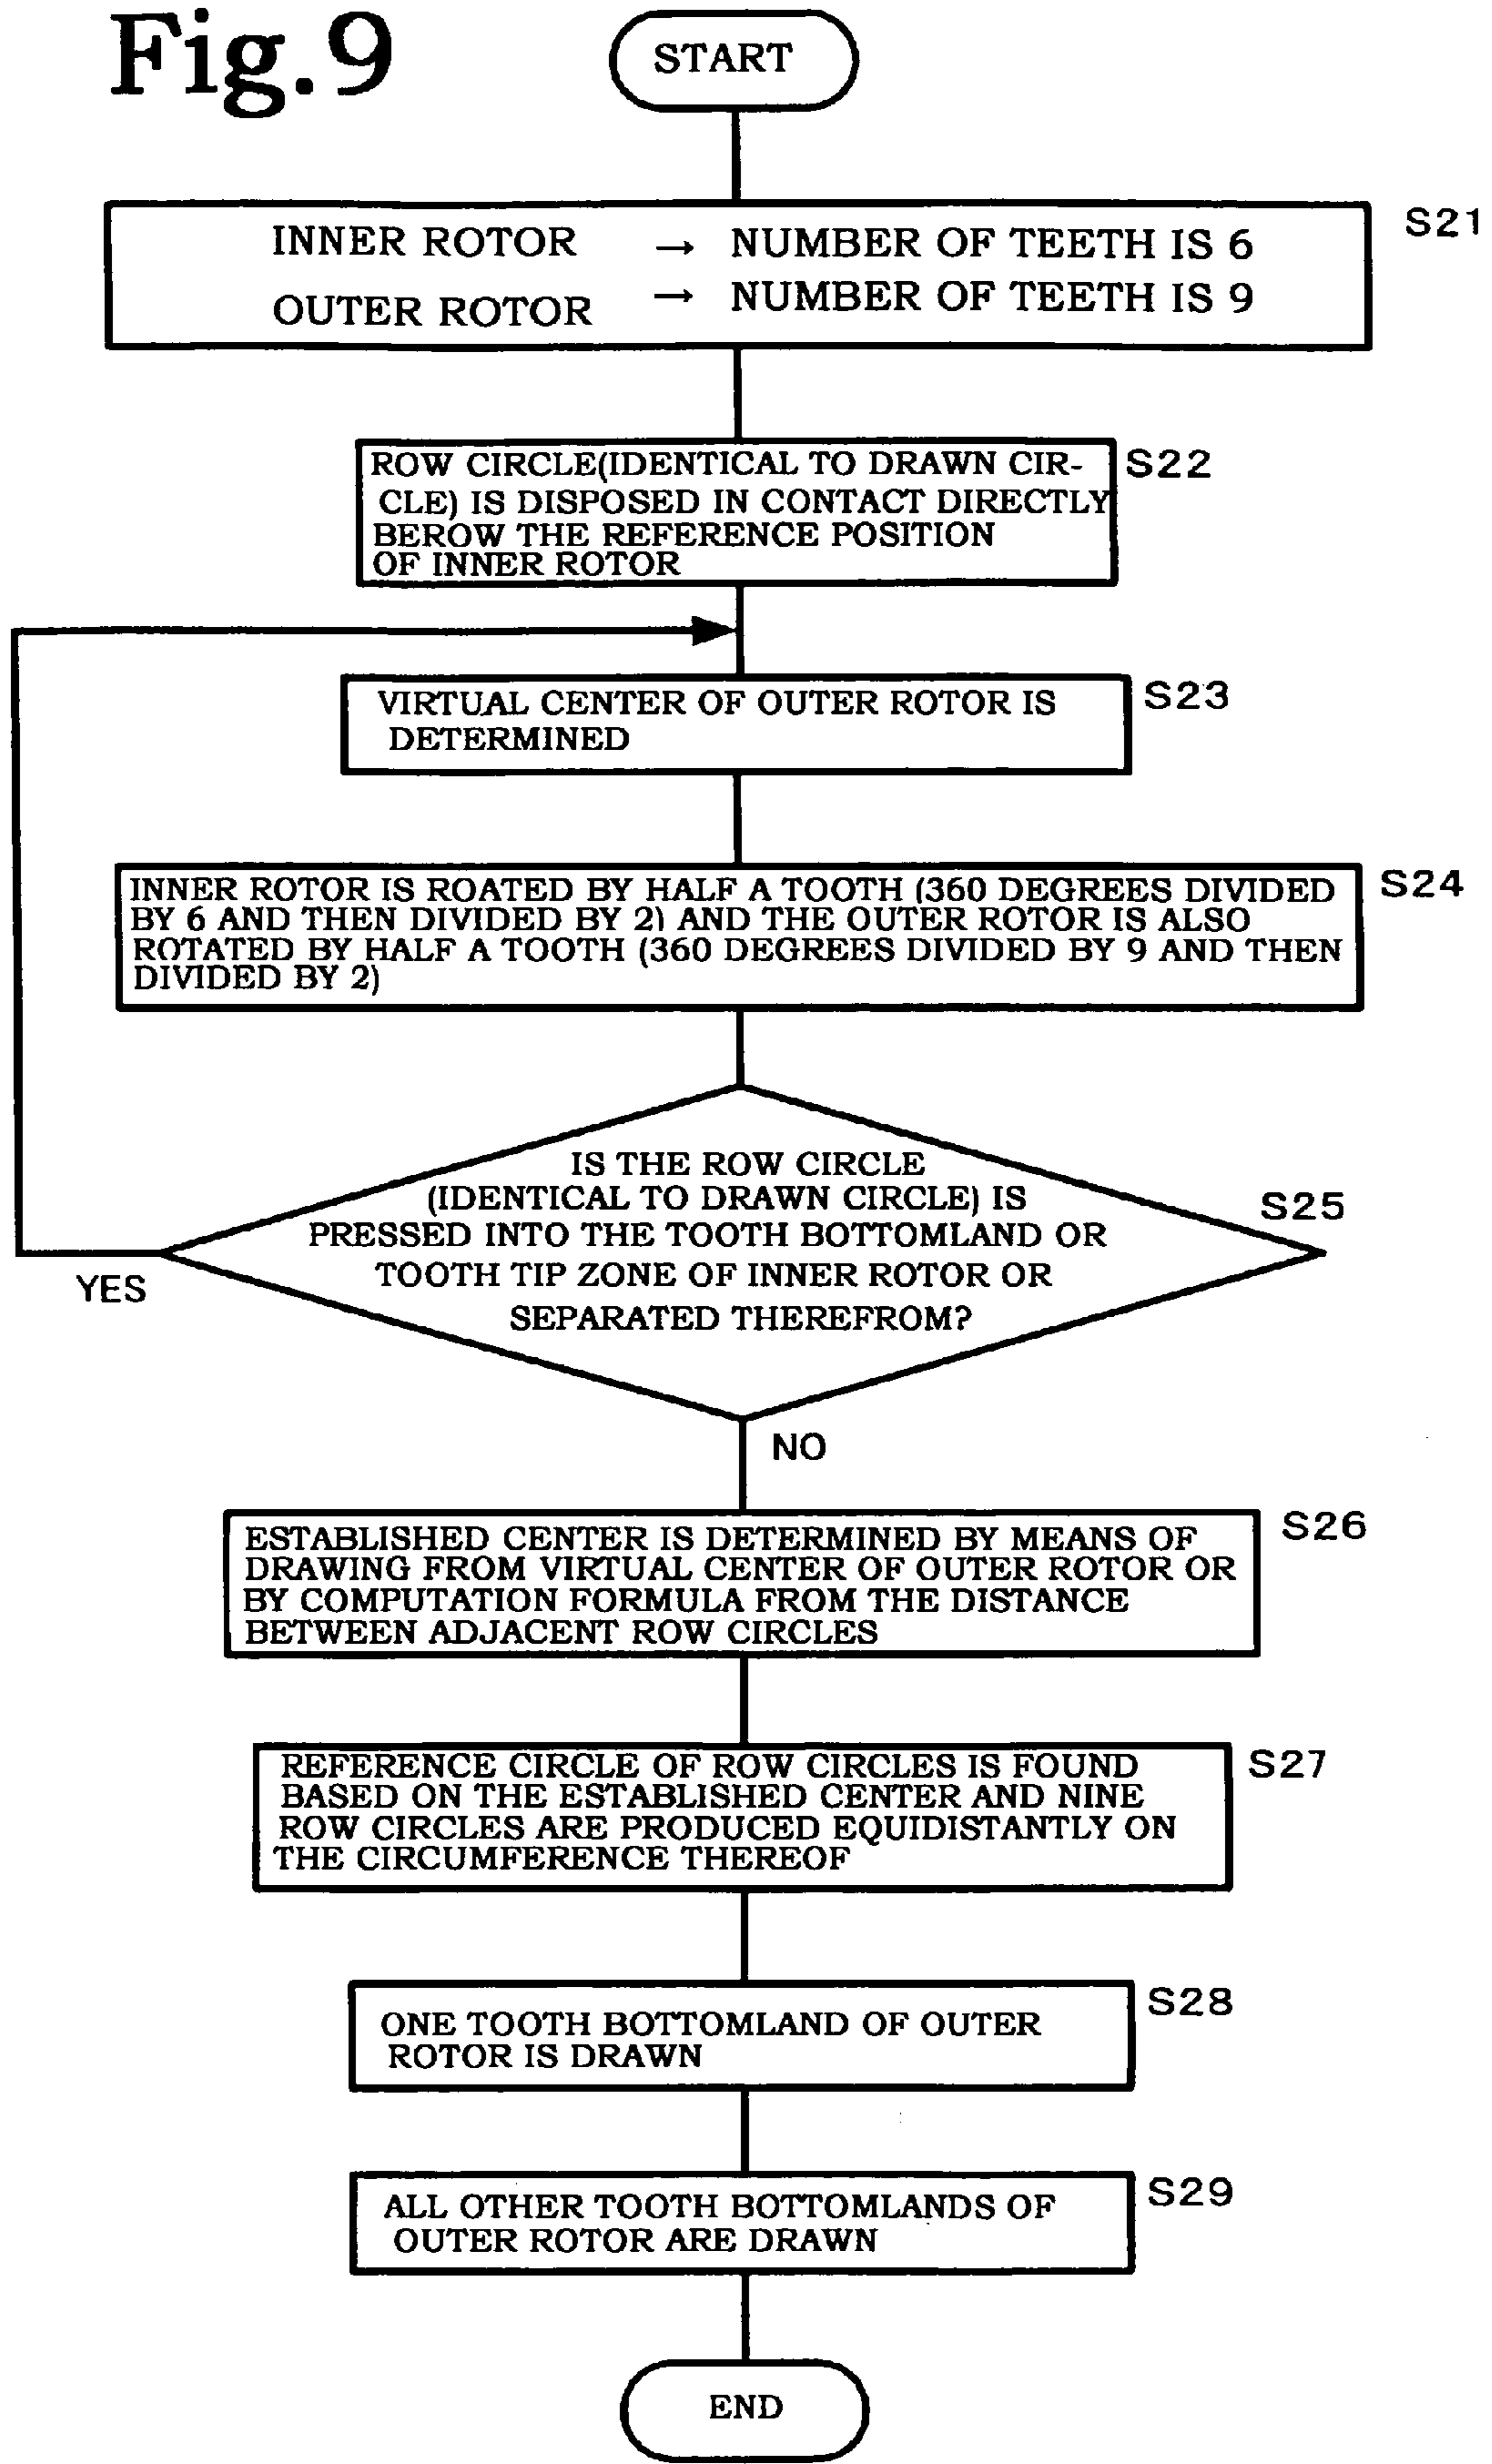 Fig.9
START
S21
INNER ROTOR → NUMBER OF TEETH IS 6
OUTER ROTOR → NUMBER OF TEETH IS 9
S22
ROW CIRCLE(IDENTICAL TO DRAWN CIR-
CLE) IS DISPOSED IN CONTACT DIRECTLY
BEROW THE REFERENCE POSITION
OF INNER ROTOR
S23
VIRTUAL CENTER OF OUTER ROTOR IS
DETERMINED
S24
INNER ROTOR IS ROATED BY HALF A TOOTH (360 DEGREES DIVIDED
BY 6 AND THEN DIVIDED BY 2) AND THE OUTER ROTOR IS ALSO
ROTATED BY HALF A TOOTH (360 DEGREES DIVIDED BY 9 AND THEN
DIVIDED BY 2)
IS THE ROW CIRCLE
(IDENTICAL TO DRAWN CIRCLE) IS
PRESSED INTO THE TOOTH BOTTOMLAND OR
TOOTH TIP ZONE OF INNER ROTOR OR
SEPARATED THEREFROM?
S25
YES
NO
S26
ESTABLISHED CENTER IS DETERMINED BY MEANS OF
DRAWING FROM VIRTUAL CENTER OF OUTER ROTOR OR
BY COMPUTATION FORMULA FROM THE DISTANCE
BETWEEN ADJACENT ROW CIRCLES
S27
REFERENCE CIRCLE OF ROW CIRCLES IS FOUND
BASED ON THE ESTABLISHED CENTER AND NINE
ROW CIRCLES ARE PRODUCED EQUIDISTANTLY ON
THE CIRCUMFERENCE THEREOF
S28
ONE TOOTH BOTTOMLAND OF OUTER
ROTOR IS DRAWN
S29
ALL OTHER TOOTH BOTTOMLANDS OF
OUTER ROTOR ARE DRAWN
END